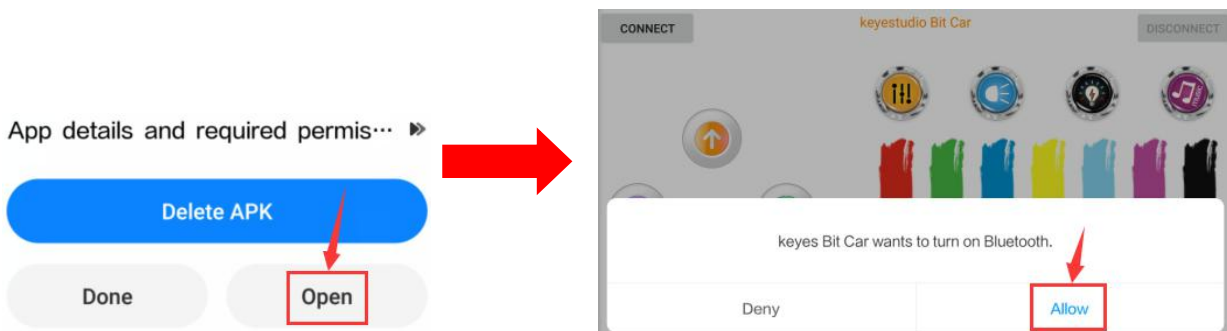 App details and required permis···
Delete APK
Done
Open
CONNECT
keyestudio Bit Car
DISCONNECT
music
keyes Bit Car wants to turn on Bluetooth.
Deny
Allow